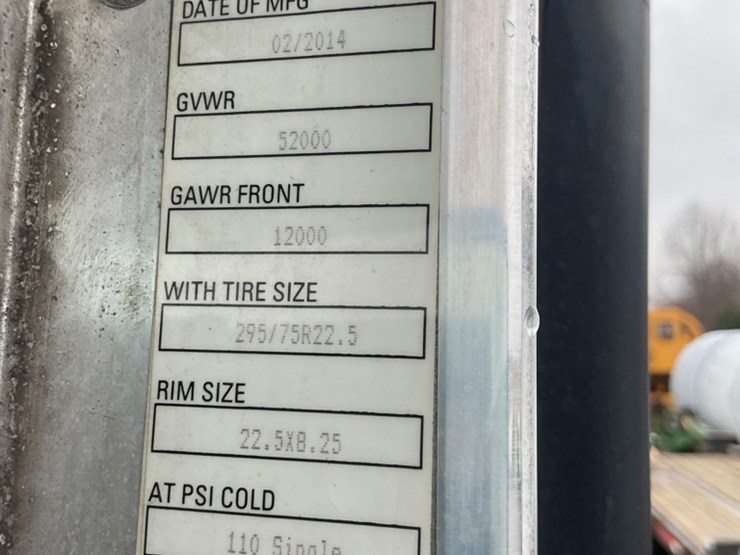 DATE OF MFG
02/2014
GVWR
52000
GAWR FRONT
12000
WITH TIRE SIZE
295/75R22.5
RIM SIZE
22.5X8.25
AT PSI COLD
110 Single